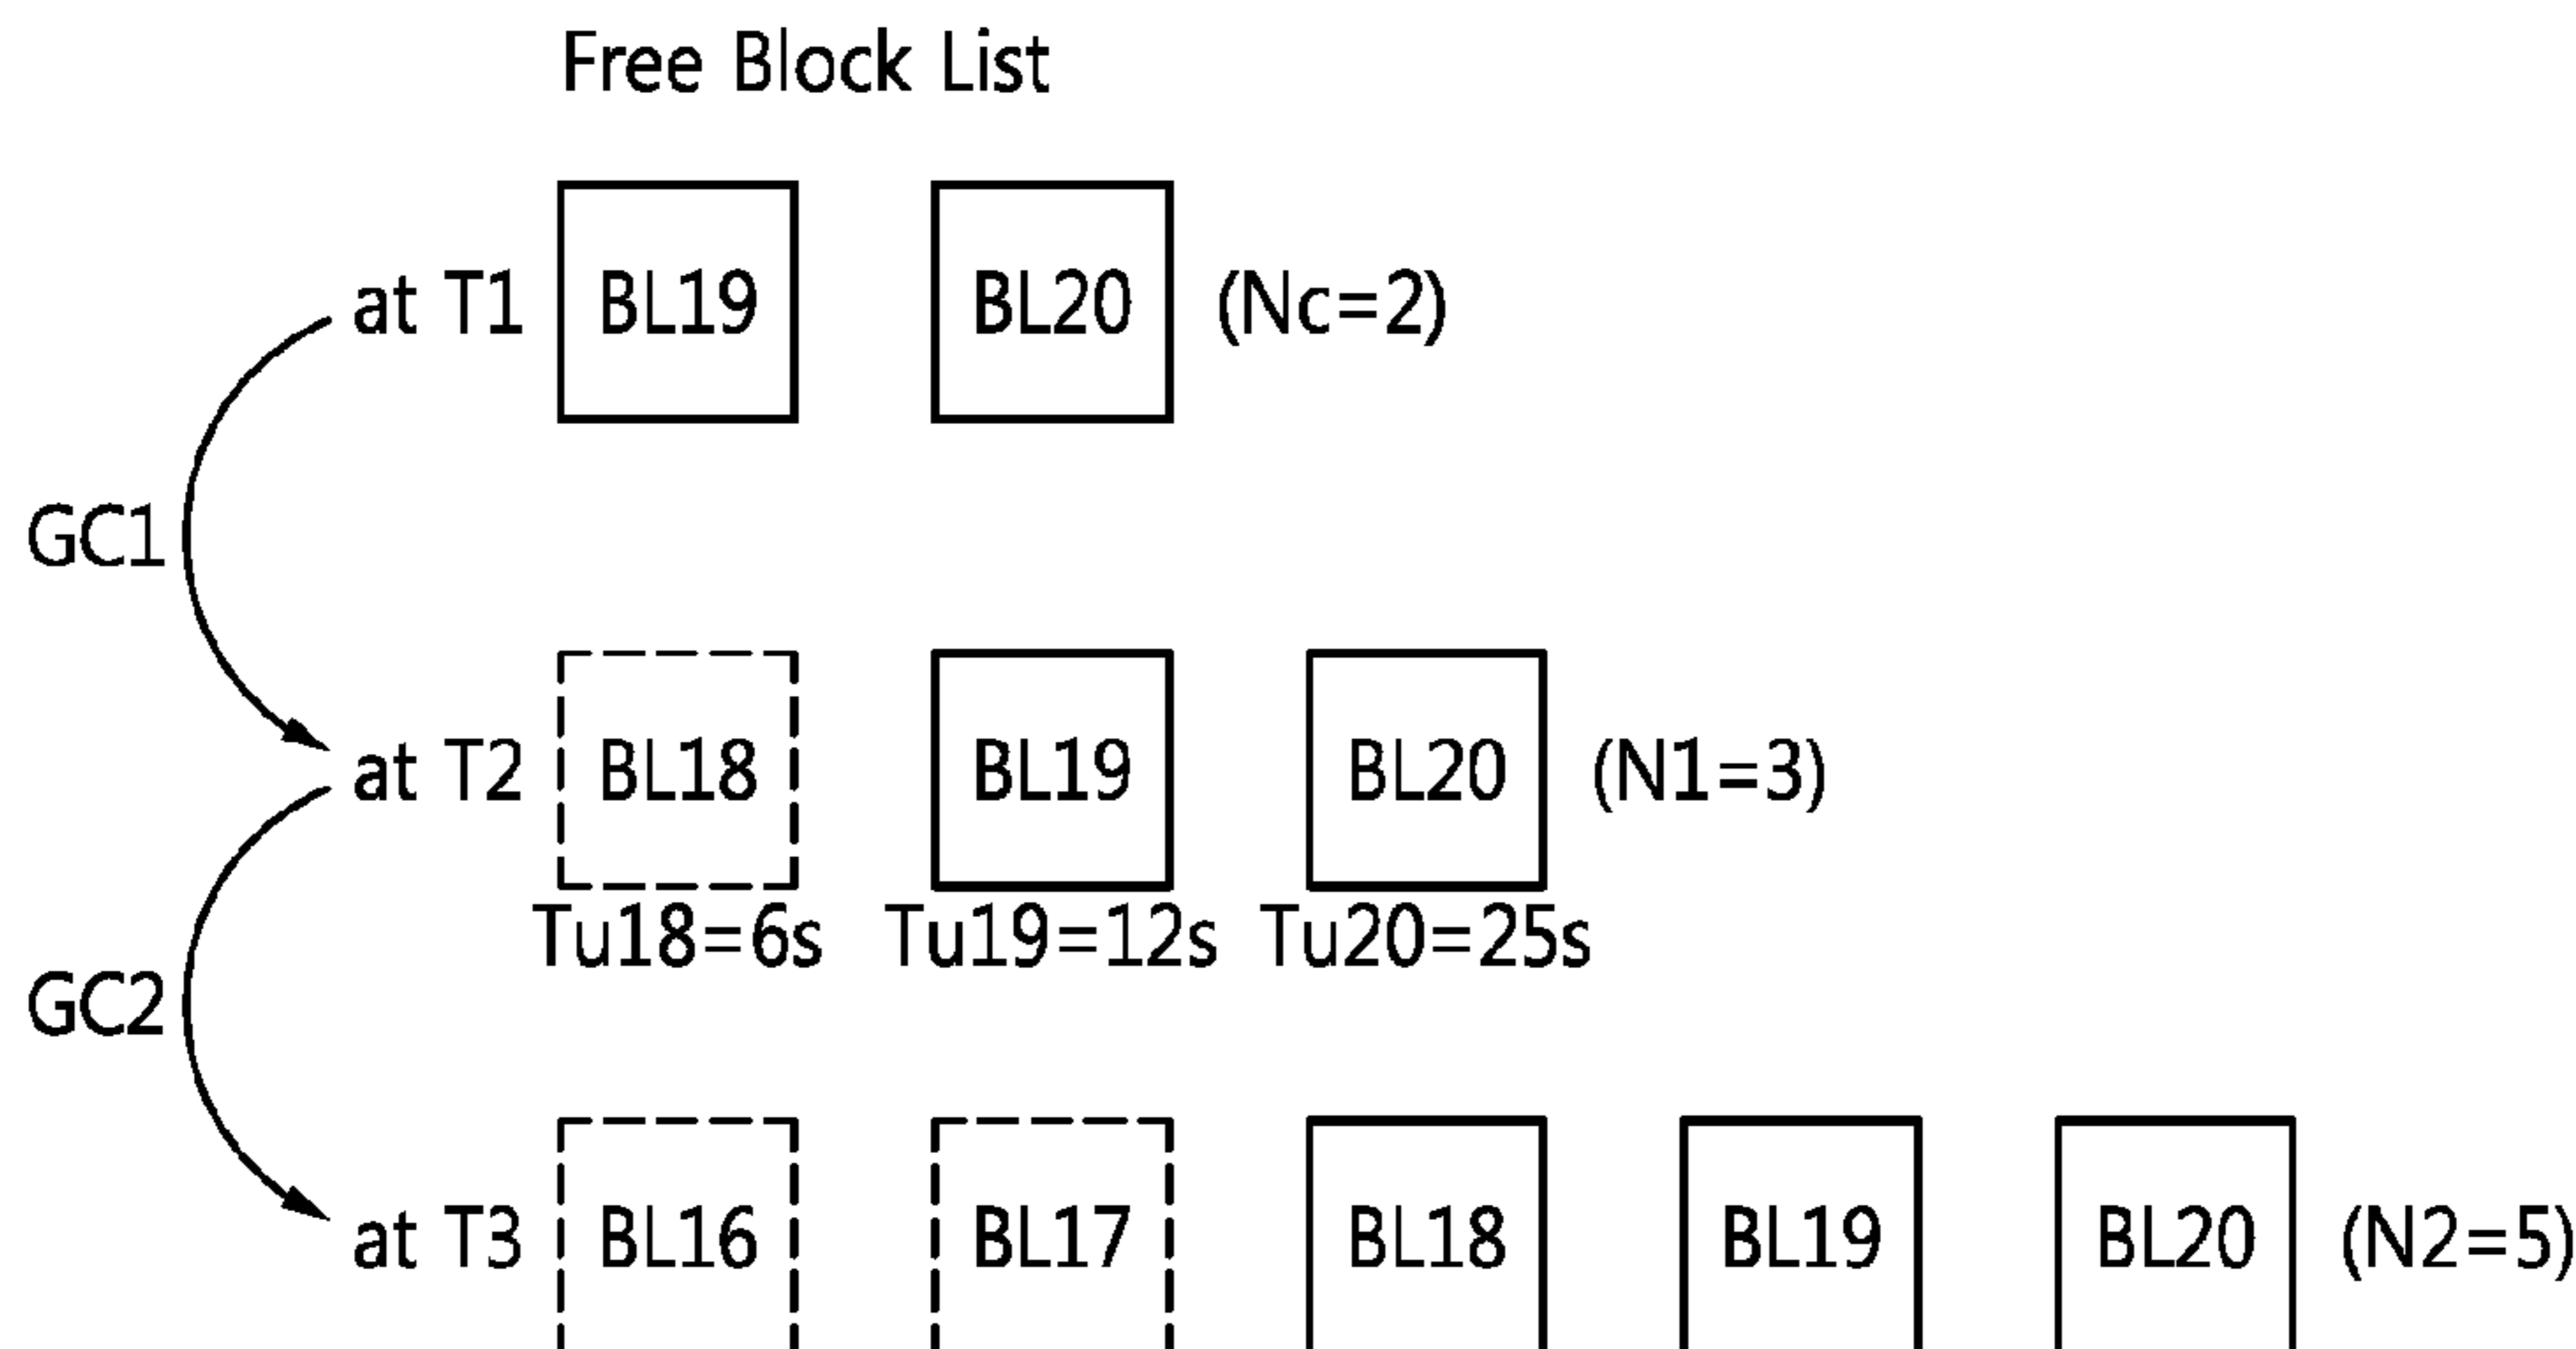 Free Block List
at T1 BL19 BL20 (Nc=2)
GC1
at T2 BL18 BL19 BL20 (N1=3)
Tu18=6s Tu19=12s Tu20=25s
GC2
at T3 BL16 BL17 BL18 BL19 BL20 (N2=5)